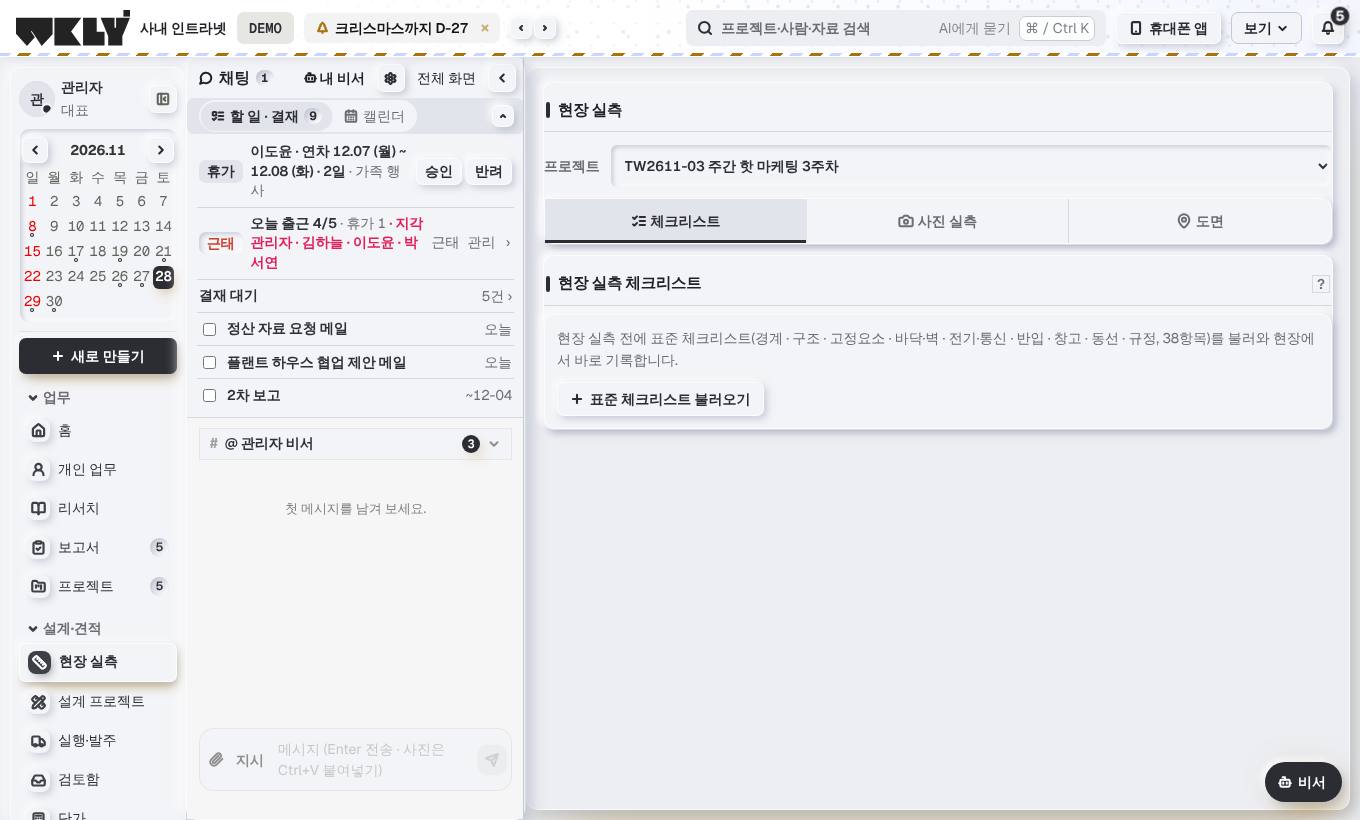 WKLY 사내 인트라넷 DEMO 크리스마스까지 D-27 × 프로젝트·사람·자료 검색 AI에게 묻기 ⌘ / Ctrl K 휴대폰 앱 보기 5
관 관리자
대표
2026.11
일 월 화 수 목 금 토
1 2 3 4 5 6 7
8 9 10 11 12 13 14
15 16 17 18 19 20 21
22 23 24 25 26 27 28
29 30
+ 새로 만들기
업무
홈
개인 업무
리서치
보고서 5
프로젝트 5
설계·견적
현장 실측
설계 프로젝트
실행·발주
검토함
단가
채팅 1 내 비서 전체 화면
할 일 · 결재 9 캘린더
휴가 이도윤 · 연차 12.07 (월) ~
12.08 (화) · 2일 · 가족 행
사
승인 반려
근태 오늘 출근 4/5 · 휴가 1 · 지각
관리자 · 김하늘 · 이도윤 · 박
서연
근태 관리 ›
결재 대기 5건 ›
정산 자료 요청 메일 오늘
플랜트 하우스 협업 제안 메일 오늘
2차 보고 ~12-04
# @ 관리자 비서 3
첫 메시지를 남겨 보세요.
지시 메시지 (Enter 전송 · 사진은
Ctrl+V 붙여넣기)
현장 실측
프로젝트 TW2611-03 주간 핫 마케팅 3주차
체크리스트 사진 실측 도면
현장 실측 체크리스트 ?
현장 실측 전에 표준 체크리스트(경계 · 구조 · 고정요소 · 바닥·벽 · 전기·통신 · 반입 · 창고 · 동선 · 규정, 38항목)를 불러와 현장에
서 바로 기록합니다.
+ 표준 체크리스트 불러오기
비서